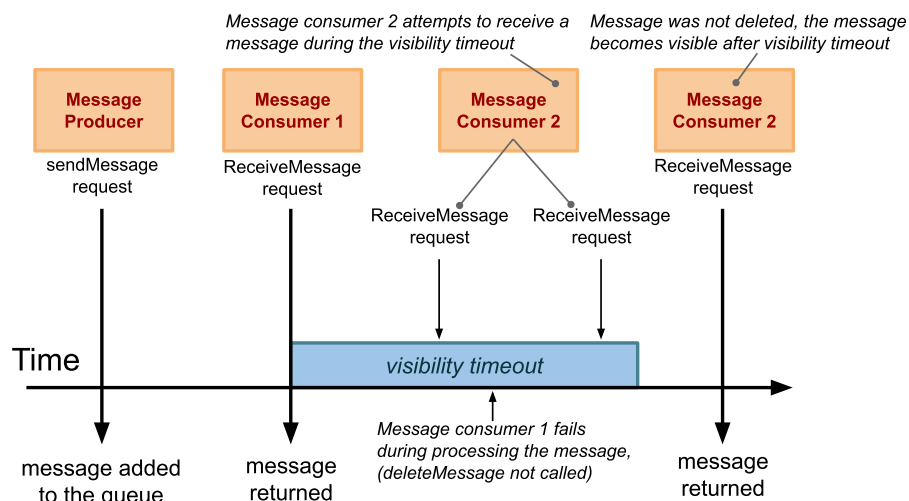 Message consumer 2 attempts to receive a
message during the visibility timeout
Message was not deleted, the message
becomes visible after visibility timeout
Message
Producer
Message
Consumer 1
Message
Consumer 2
Message
Consumer 2
sendMessage
request
ReceiveMessage
request
ReceiveMessage
request
ReceiveMessage
request
ReceiveMessage
request
Time
visibility timeout
Message consumer 1 fails
during processing the message,
(deleteMessage not called)
message added
to the queue
message
returned
message
returned